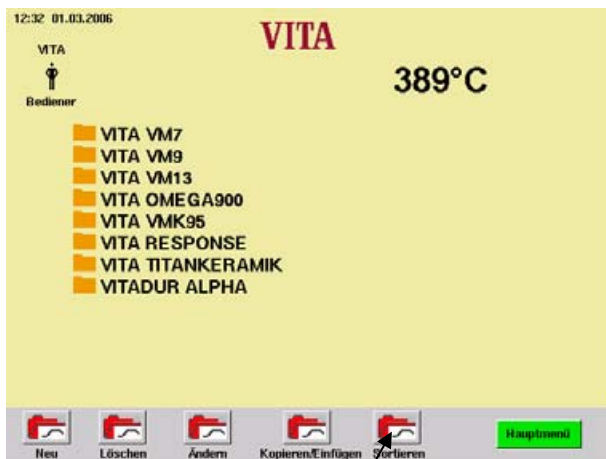 12:32 01.03.2006
VITA
VITA
Bediener
389°C
VITA VM7
VITA VM9
VITA VM13
VITA OMEGA900
VITA VMK95
VITA RESPONSE
VITA TITANKERAMIK
VITADUR ALPHA
Neu Löschen Ändern Kopieren/Einfügen Sortieren Hauptmenü